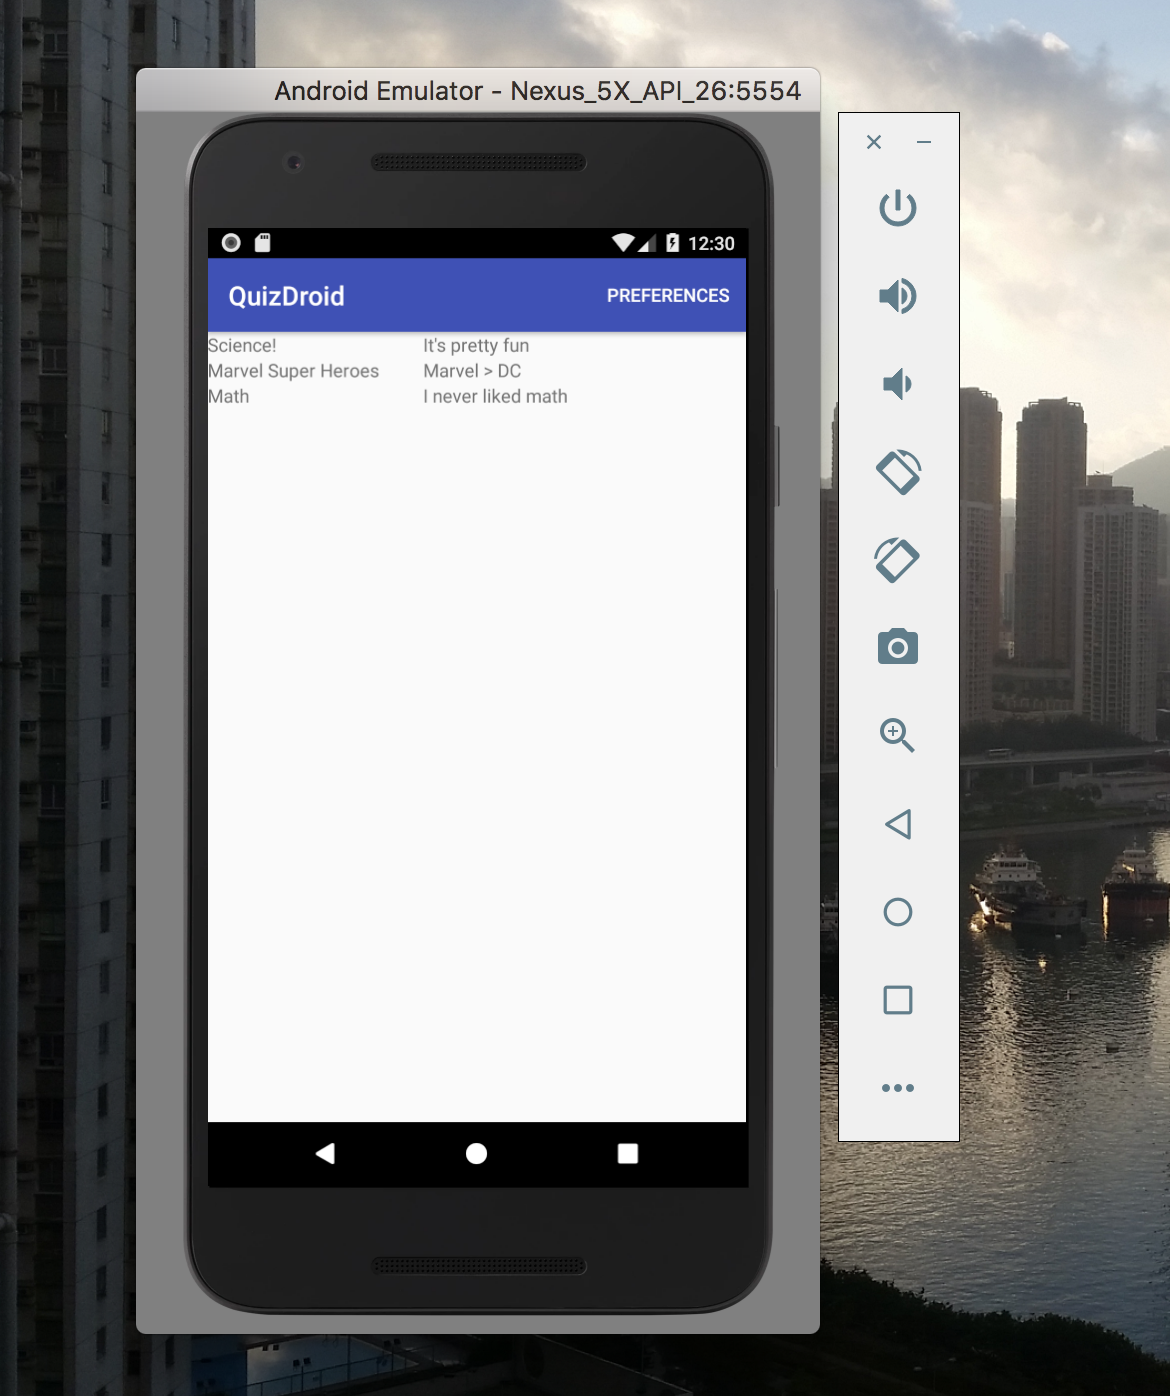 Android Emulator - Nexus_5X_API_26:5554
12:30
QuizDroid PREFERENCES
Science! It's pretty fun
Marvel Super Heroes Marvel > DC
Math I never liked math